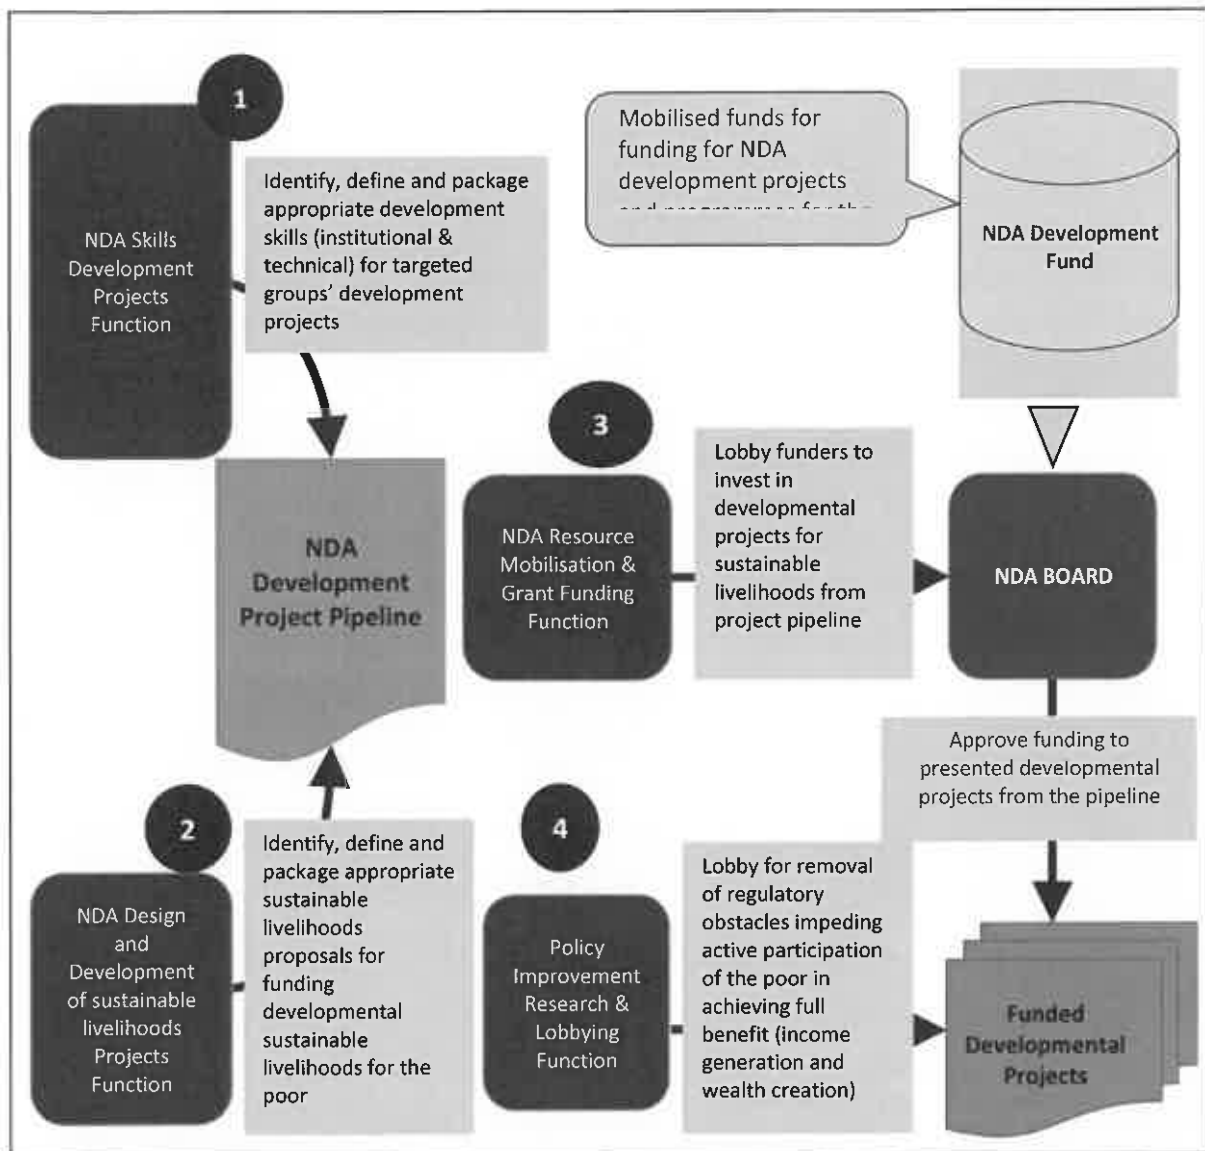 1
NDA Skills
Development
Projects
Function
Identify, define and package
appropriate development
skills (institutional &
technical) for targeted
groups' development
projects
Mobilised funds for
funding for NDA
development projects
and programmes for the
NDA Development
Fund
NDA
Development
Project Pipeline
3
NDA Resource
Mobilisation &
Grant Funding
Function
Lobby funders to
invest in
developmental
projects for
sustainable
livelihoods from
project pipeline
NDA BOARD
Approve funding to
presented developmental
projects from the pipeline
2
NDA Design
and
Development
of sustainable
livelihoods
Projects
Function
Identify, define and
package appropriate
sustainable
livelihoods
proposals for
funding
developmental
sustainable
livelihoods for the
poor
4
Policy
Improvement
Research &
Lobbying
Function
Lobby for removal
of regulatory
obstacles impeding
active participation
of the poor in
achieving full
benefit (income
generation and
wealth creation)
Funded
Developmental
Projects